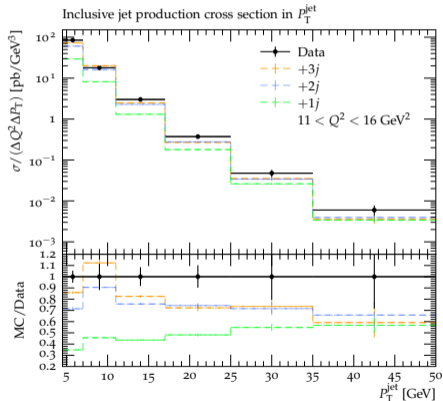 Inclusive jet production cross section in P_T^jet
10^2
10^1
1
10^−1
10^−2
10^−3
σ/(ΔQ²ΔP_T) [pb/GeV³]
Data
+3j
+2j
+1j
11 < Q² < 16 GeV²
1.2
1.1
1
0.9
0.8
0.7
0.6
0.5
0.4
0.3
0.2
MC/Data
5 10 15 20 25 30 35 40 45 50
P_T^jet [GeV]